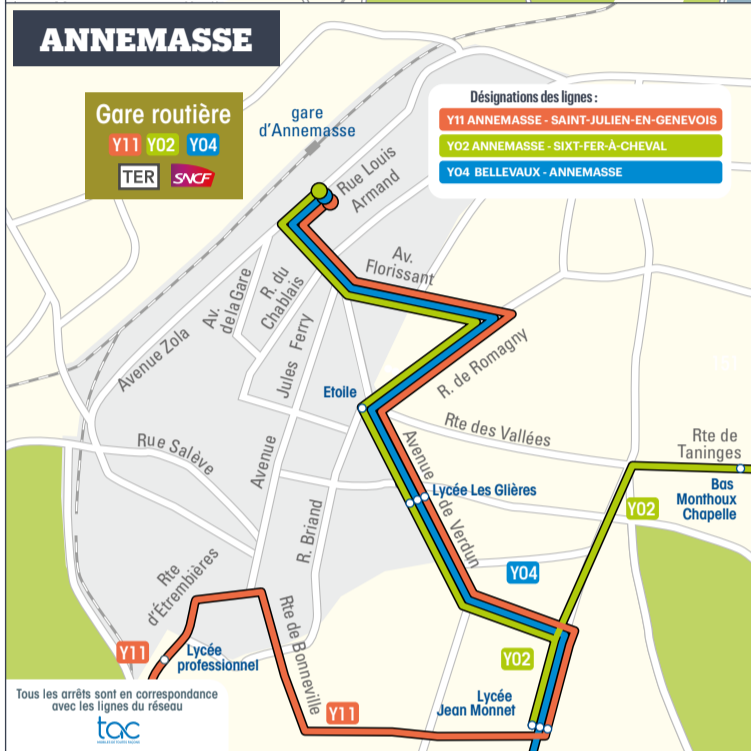 ANNEMASSE
Gare routière
Y11 Y02 Y04
TER SNCF
gare
d'Annemasse
Désignations des lignes :
Y11 ANNEMASSE - SAINT-JULIEN-EN-GENEVOIS
Y02 ANNEMASSE - SIXT-FER-À-CHEVAL
Y04 BELLEVAUX - ANNEMASSE
Rue Louis
Armand
Av.
Florissant
Av.
de la Gare
R. du
Chablais
Avenue Zola
Jules Ferry
Avenue
R. de Romagny
Etoile
Rte des Vallées
Rue Salève
Avenue
de Verdun
Lycée Les Glières
Rte de
Taninges
Bas
Monthoux
Chapelle
Y02
R. Briand
Rte
d'Étrembières
Y04
Rte de Bonneville
Y11
Lycée
professionnel
Y02
Lycée
Jean Monnet
Y11
Tous les arrêts sont en correspondance
avec les lignes du réseau
tac